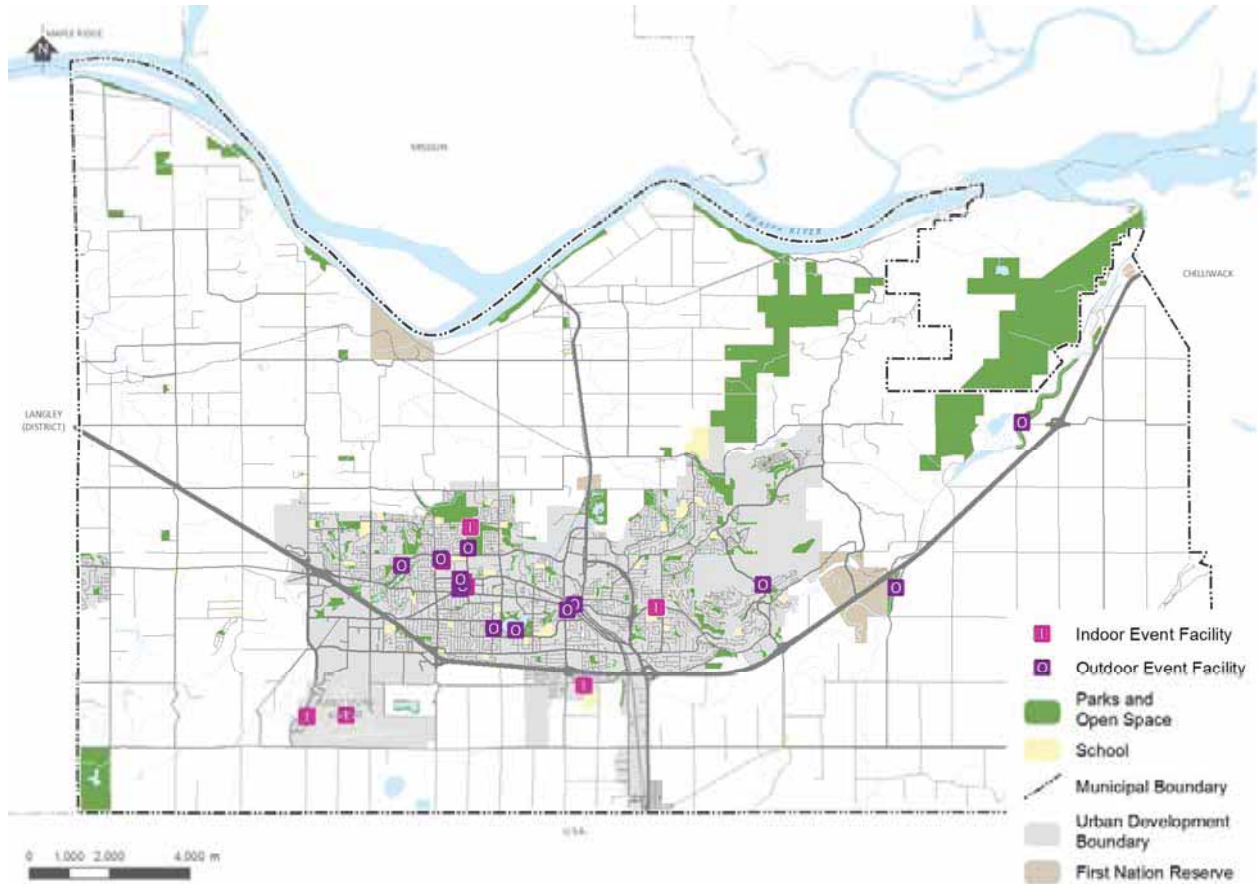 MAPLE RIDGE
N
MISSION
FRASER RIVER
CHILLIWACK
LANGLEY
(DISTRICT)
O
I
O
O
O
O
O
I
O
O
O
O
O
O
I
I
I
U.S.A.
I Indoor Event Facility
O Outdoor Event Facility
Parks and
Open Space
School
Municipal Boundary
Urban Development
Boundary
First Nation Reserve
0 1.000 2.000 4.000 m